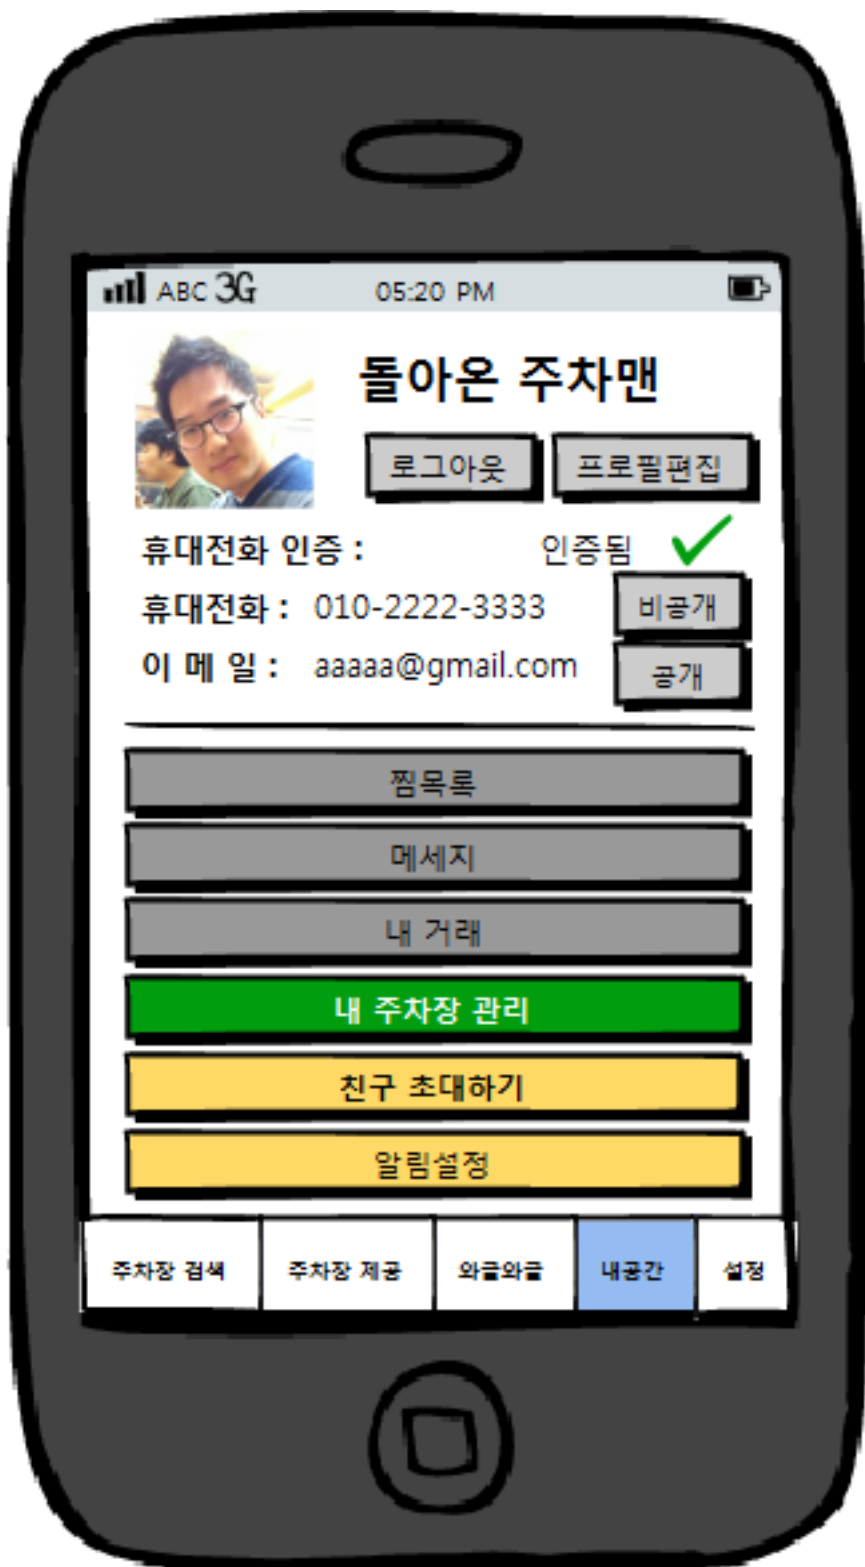 ABC 3G 05:20 PM
돌아온 주차맨
로그아웃 프로필편집
휴대전화 인증 : 인증됨
휴대전화 : 010-2222-3333 비공개
이 메 일 : aaaaa@gmail.com 공개
찜목록
메세지
내 거래
내 주차장 관리
친구 초대하기
알림설정
주차장 검색 주차장 제공 와글와글 내공간 설정